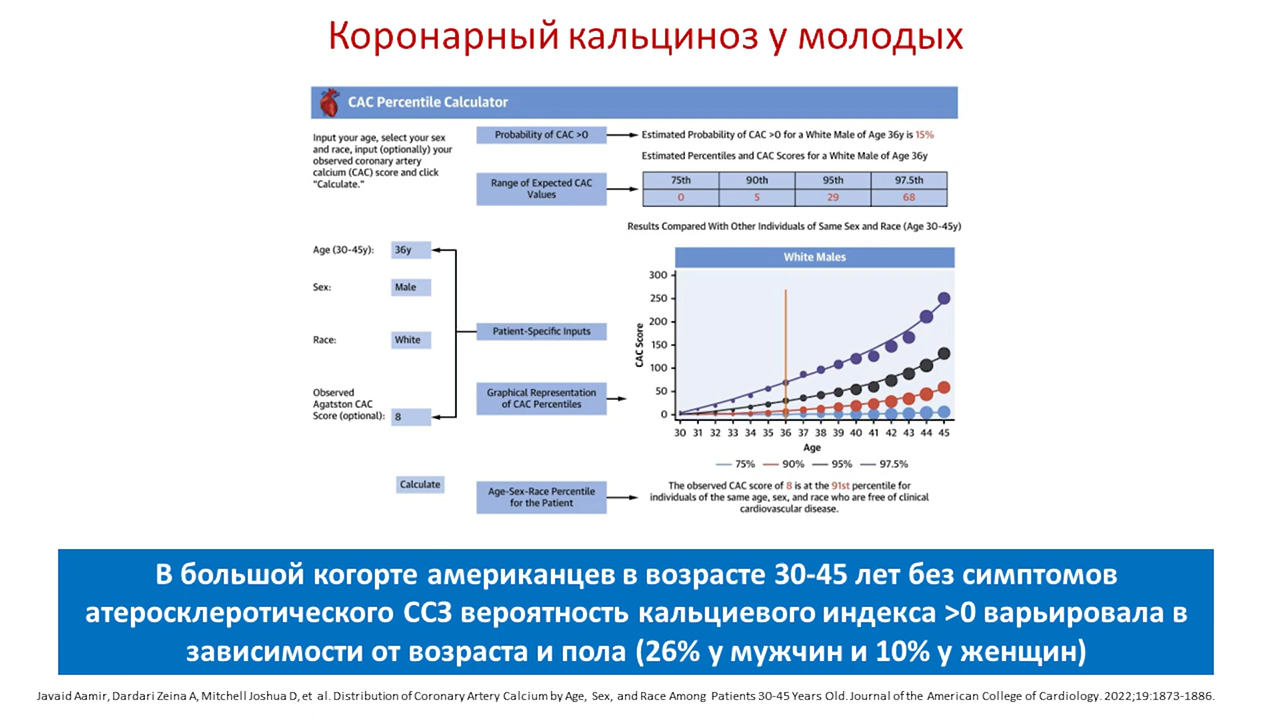 Коронарный кальциноз у молодых
CAC Percentile Calculator
Input your age, select your sex
and race, input (optionally) your
observed coronary artery
calcium (CAC) score and click
"Calculate."
Probability of CAC >0
Estimated Probability of CAC >0 for a White Male of Age 36y is 15%
Estimated Percentiles and CAC Scores for a White Male of Age 36y
Range of Expected CAC
Values
75th 90th 95th 97.5th
0 5 29 68
Results Compared With Other Individuals of Same Sex and Race (Age 30-45y)
Age (30-45y): 36y
Sex: Male
Race: White
Observed
Agatston CAC
Score (optional): 8
Calculate
Patient-Specific Inputs
Graphical Representation
of CAC Percentiles
White Males
CAC Score
300
250
200
150
100
50
0
30 31 32 33 34 35 36 37 38 39 40 41 42 43 44 45
Age
75% 90% 95% 97.5%
Age-Sex-Race Percentile
for the Patient
The observed CAC score of 8 is at the 91st percentile for
individuals of the same age, sex, and race who are free of clinical
cardiovascular disease.
В большой когорте американцев в возрасте 30-45 лет без симптомов
атеросклеротического ССЗ вероятность кальциевого индекса >0 варьировала в
зависимости от возраста и пола (26% у мужчин и 10% у женщин)
Javaid Aamir, Dardari Zeina A, Mitchell Joshua D, et al. Distribution of Coronary Artery Calcium by Age, Sex, and Race Among Patients 30-45 Years Old. Journal of the American College of Cardiology. 2022;19:1873-1886.